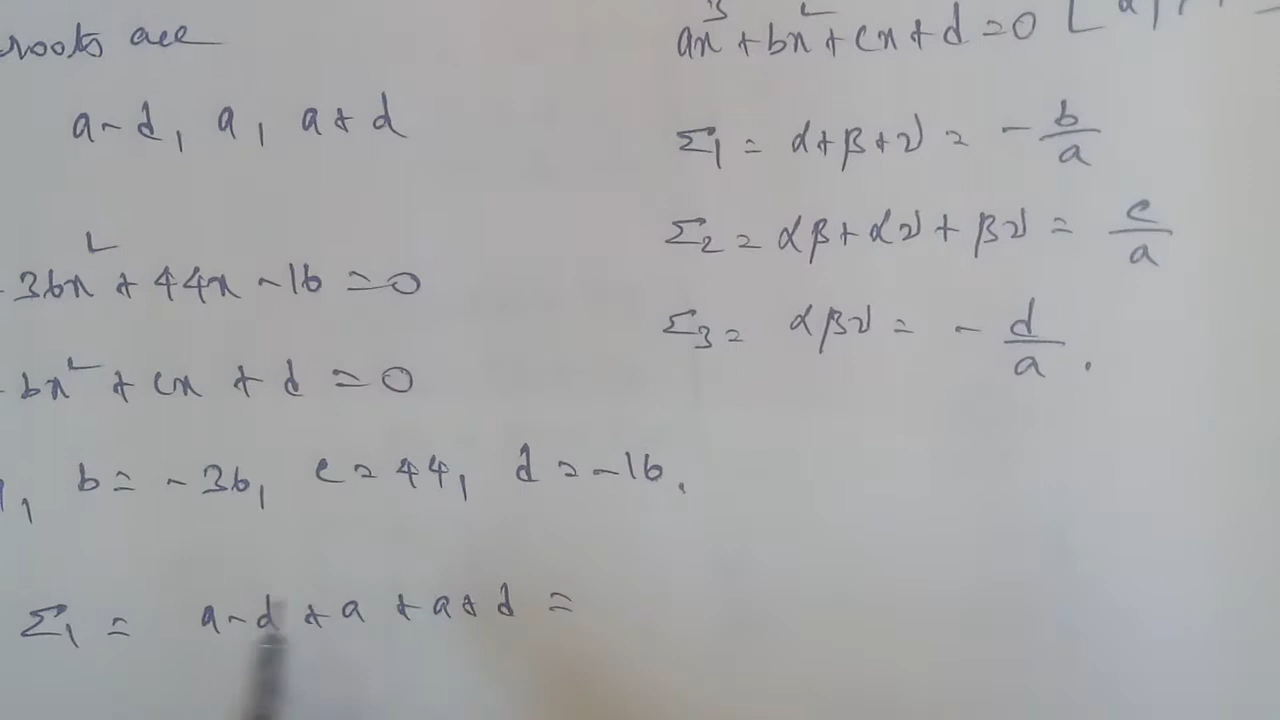 roots are
a-d, a, a+d
36x² + 44x - 16 = 0
bx² + cx + d = 0
, b = -36, c = 44, d = -16.
Σ1 = a-d + a + a+d =
ax³ + bx² + cx + d = 0 [
Σ1 = α+β+γ = - b/a
Σ2 = αβ + αγ + βγ = c/a
Σ3 = αβγ = - d/a .